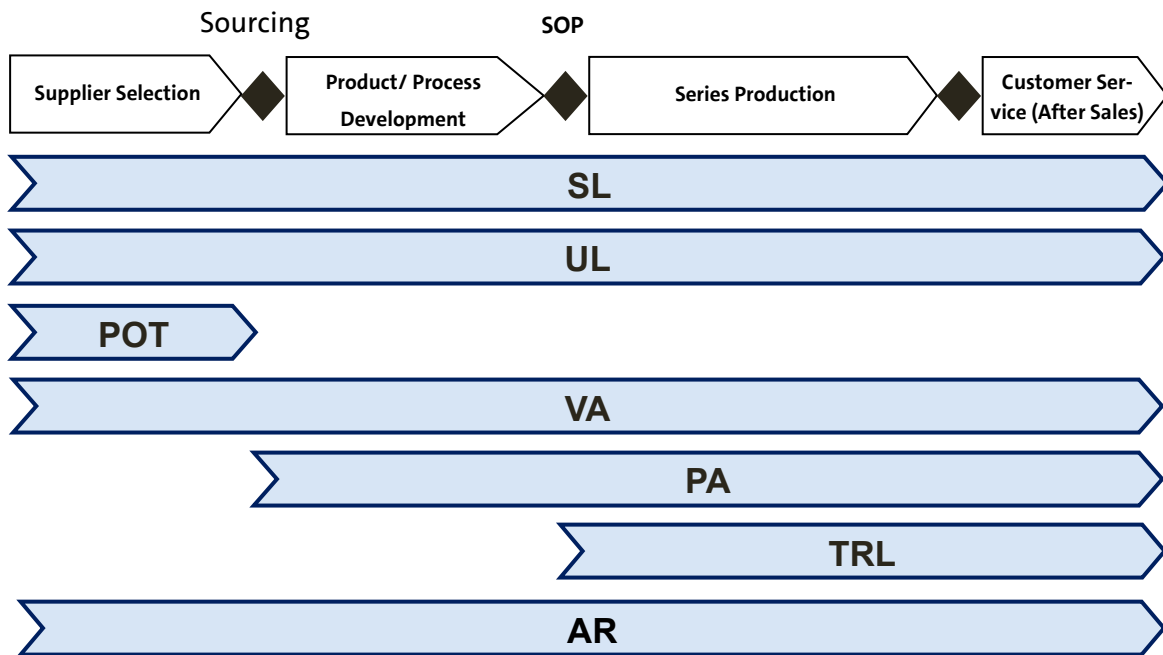 Sourcing
SOP
Supplier Selection
Product/ Process
Development
Series Production
Customer Ser-
vice (After Sales)
SL
UL
POT
VA
PA
TRL
AR